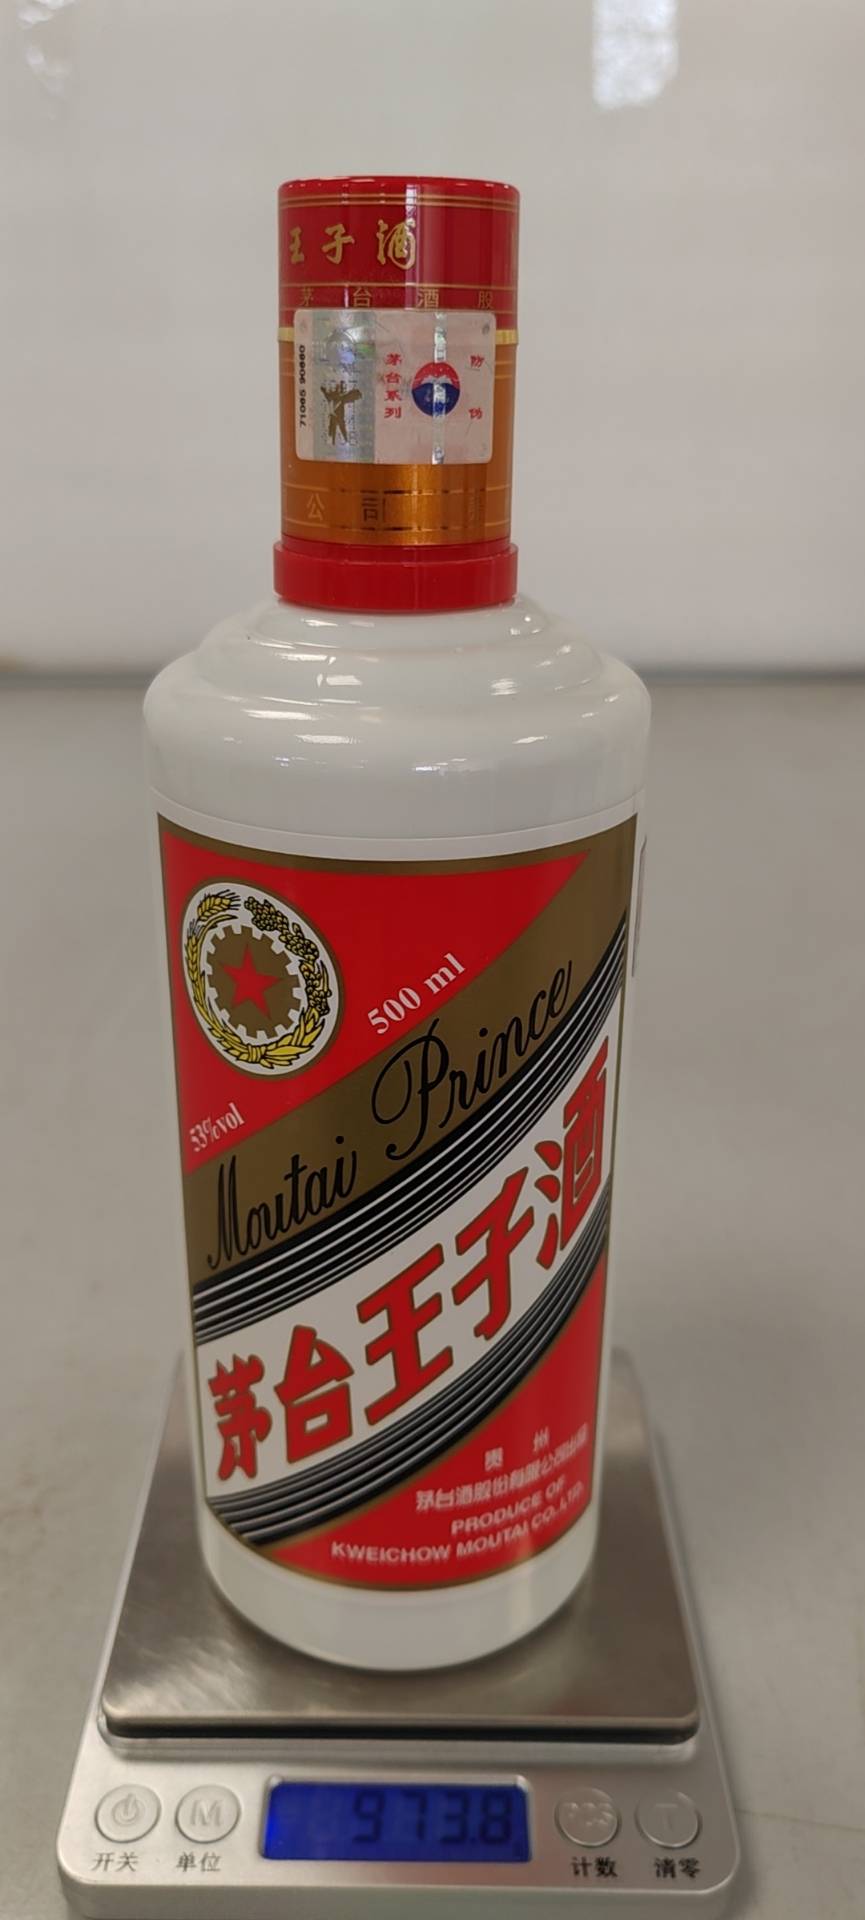 王子酒
茅台酒股
71065 90660
茅台系列
防伪
公司
500 ml
53%vol
Moutai Prince
茅台王子酒
贵州
茅台酒股份有限公司出品
PRODUCE OF
KWEICHOW MOUTAI CO.,LTD.
973.8
M
T
开关
单位
计数
清零